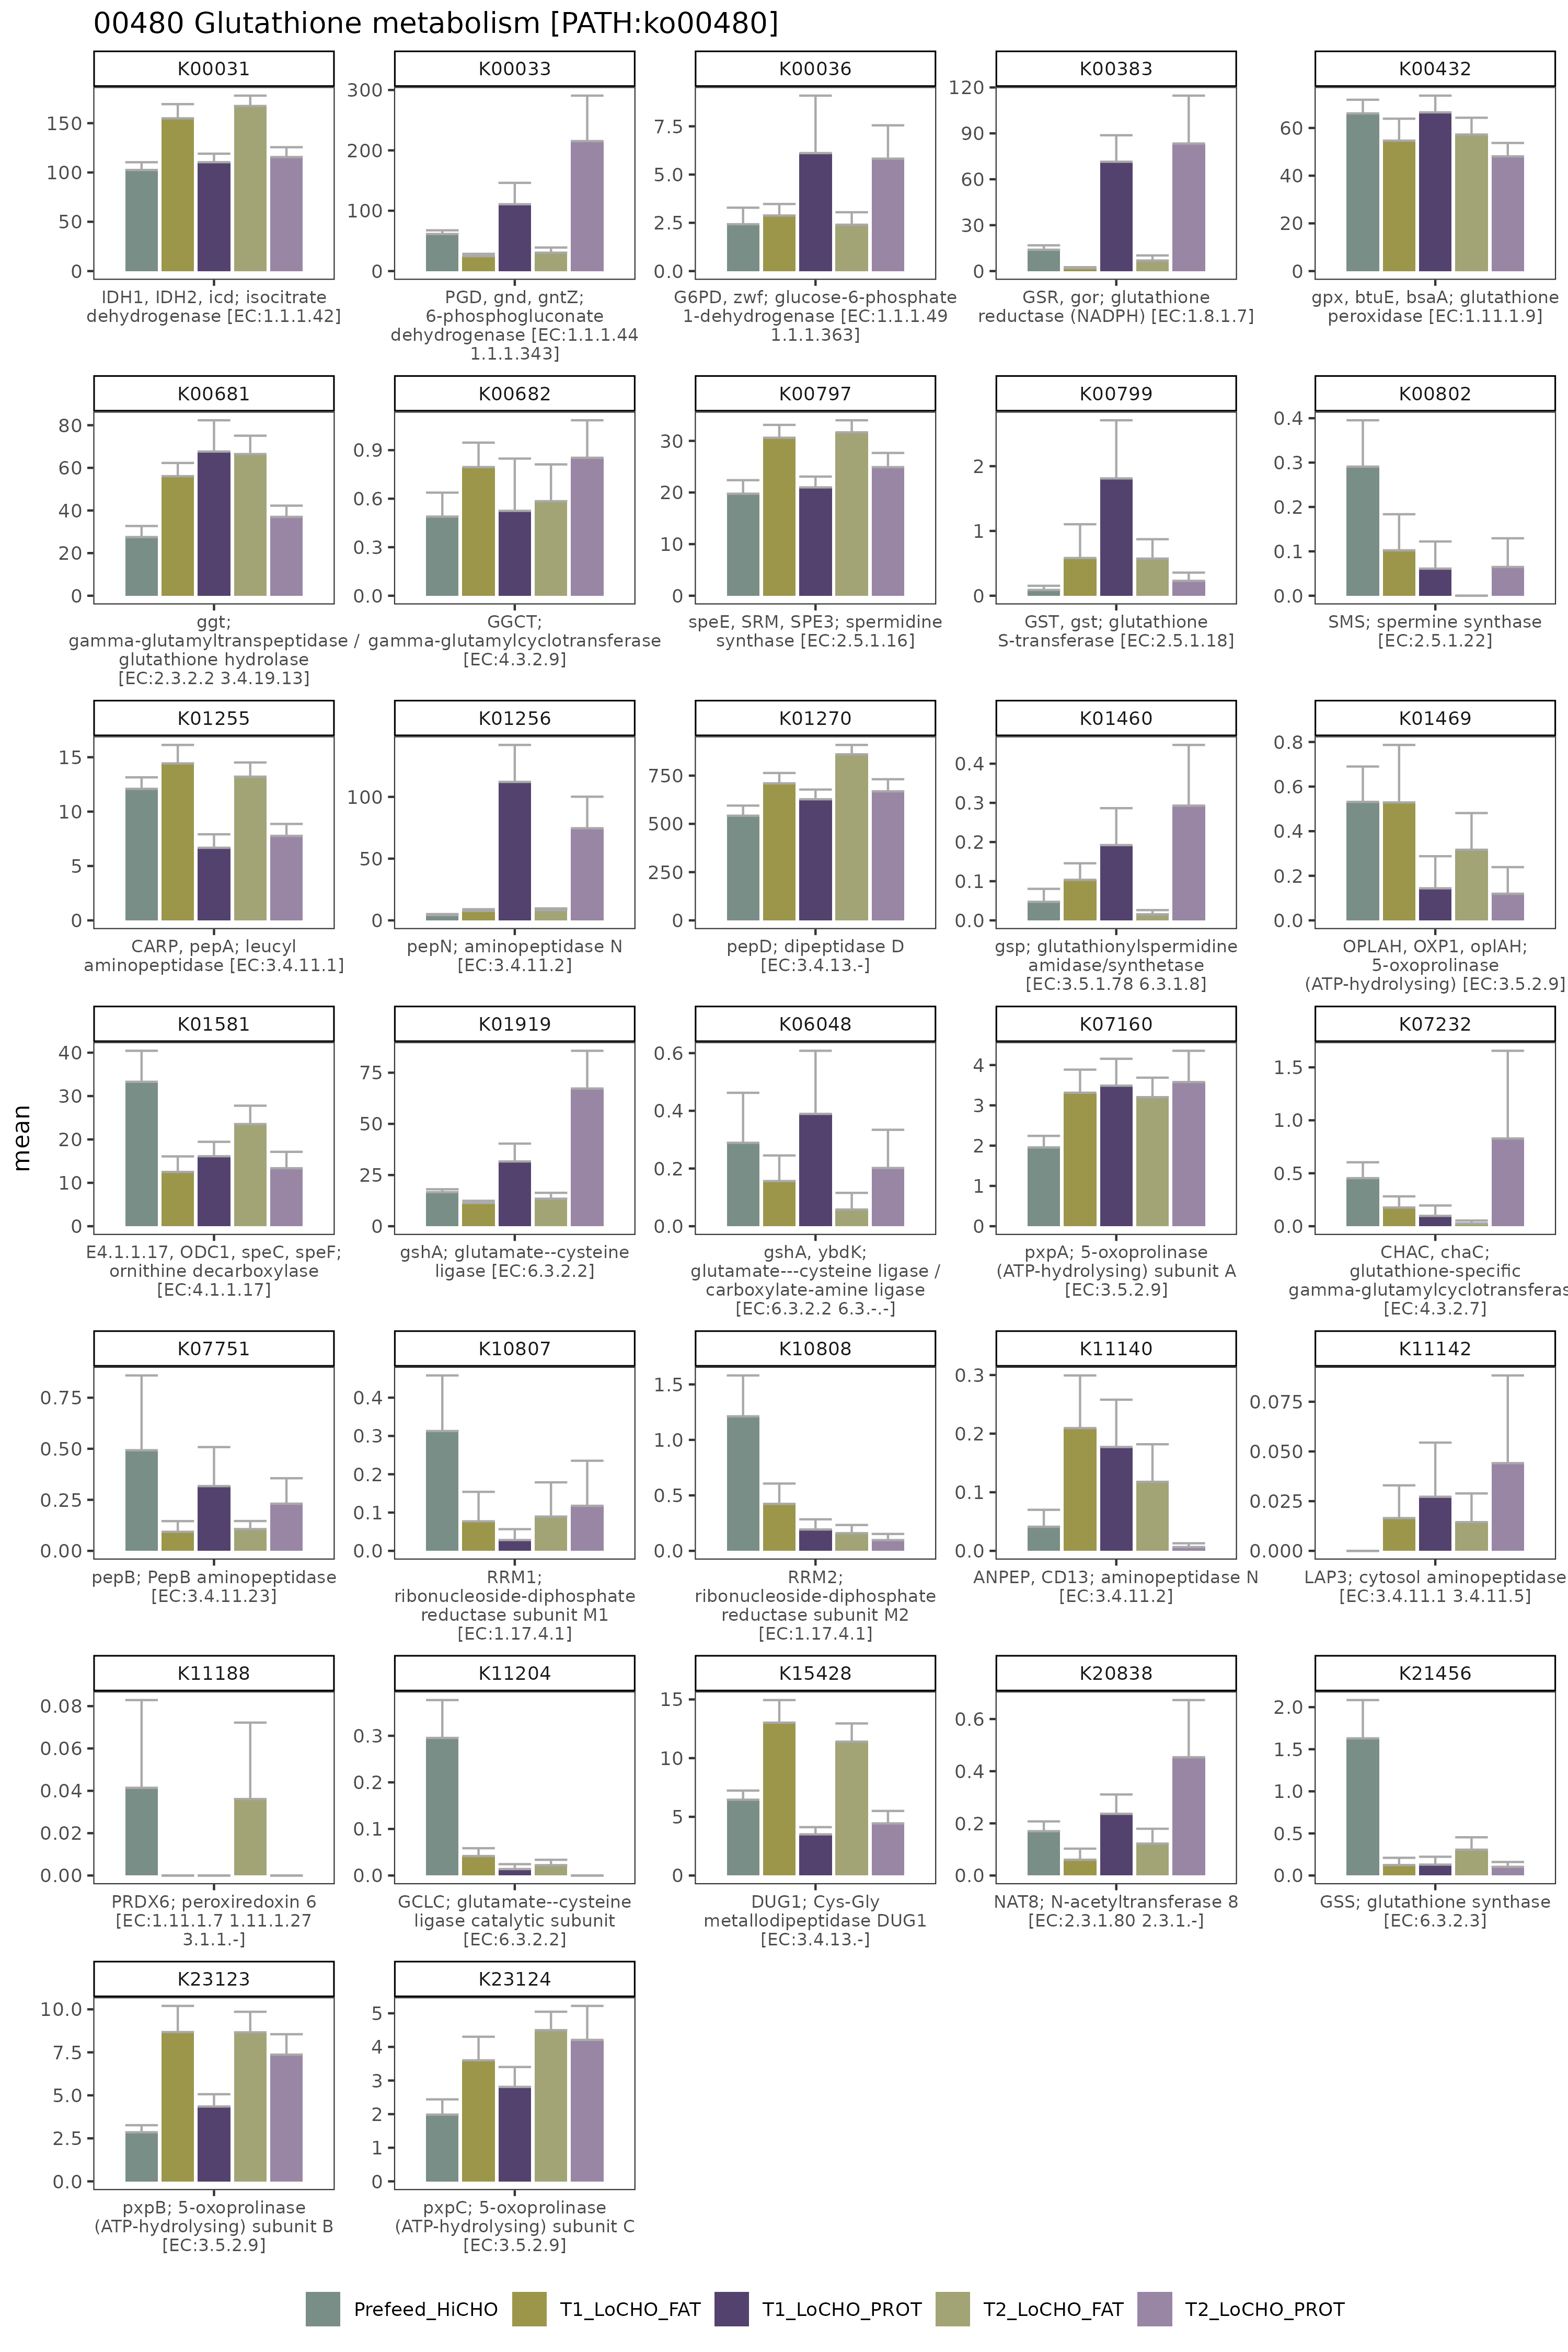 00480 Glutathione metabolism [PATH:ko00480]
K00031
K00033
K00036
K00383
K00432
150
100
50
0
300
200
100
0
7.5
5.0
2.5
0.0
120
90
60
30
0
60
40
20
0
IDH1, IDH2, icd; isocitrate
dehydrogenase [EC:1.1.1.42]
PGD, gnd, gntZ;
6-phosphogluconate
dehydrogenase [EC:1.1.1.44
1.1.1.343]
G6PD, zwf; glucose-6-phosphate
1-dehydrogenase [EC:1.1.1.49
1.1.1.363]
GSR, gor; glutathione
reductase (NADPH) [EC:1.8.1.7]
gpx, btuE, bsaA; glutathione
peroxidase [EC:1.11.1.9]
K00681
K00682
K00797
K00799
K00802
80
60
40
20
0
0.9
0.6
0.3
0.0
30
20
10
0
2
1
0
0.4
0.3
0.2
0.1
0.0
ggt;
gamma-glutamyltranspeptidase /
glutathione hydrolase
[EC:2.3.2.2 3.4.19.13]
GGCT;
gamma-glutamylcyclotransferase
[EC:4.3.2.9]
speE, SRM, SPE3; spermidine
synthase [EC:2.5.1.16]
GST, gst; glutathione
S-transferase [EC:2.5.1.18]
SMS; spermine synthase
[EC:2.5.1.22]
K01255
K01256
K01270
K01460
K01469
15
10
5
0
100
50
0
750
500
250
0
0.4
0.3
0.2
0.1
0.0
0.8
0.6
0.4
0.2
0.0
CARP, pepA; leucyl
aminopeptidase [EC:3.4.11.1]
pepN; aminopeptidase N
[EC:3.4.11.2]
pepD; dipeptidase D
[EC:3.4.13.-]
gsp; glutathionylspermidine
amidase/synthetase
[EC:3.5.1.78 6.3.1.8]
OPLAH, OXP1, oplAH;
5-oxoprolinase
(ATP-hydrolysing) [EC:3.5.2.9]
K01581
K01919
K06048
K07160
K07232
40
30
20
10
0
75
50
25
0
0.6
0.4
0.2
0.0
4
3
2
1
0
1.5
1.0
0.5
0.0
E4.1.1.17, ODC1, speC, speF;
ornithine decarboxylase
[EC:4.1.1.17]
gshA; glutamate--cysteine
ligase [EC:6.3.2.2]
gshA, ybdK;
glutamate---cysteine ligase /
carboxylate-amine ligase
[EC:6.3.2.2 6.3.-.-]
pxpA; 5-oxoprolinase
(ATP-hydrolysing) subunit A
[EC:3.5.2.9]
CHAC, chaC;
glutathione-specific
gamma-glutamylcyclotransferas
[EC:4.3.2.7]
mean
K07751
K10807
K10808
K11140
K11142
0.75
0.50
0.25
0.00
0.4
0.3
0.2
0.1
0.0
1.5
1.0
0.5
0.0
0.3
0.2
0.1
0.0
0.075
0.050
0.025
0.000
pepB; PepB aminopeptidase
[EC:3.4.11.23]
RRM1;
ribonucleoside-diphosphate
reductase subunit M1
[EC:1.17.4.1]
RRM2;
ribonucleoside-diphosphate
reductase subunit M2
[EC:1.17.4.1]
ANPEP, CD13; aminopeptidase N
[EC:3.4.11.2]
LAP3; cytosol aminopeptidase
[EC:3.4.11.1 3.4.11.5]
K11188
K11204
K15428
K20838
K21456
0.08
0.06
0.04
0.02
0.00
0.3
0.2
0.1
0.0
15
10
5
0
0.6
0.4
0.2
0.0
2.0
1.5
1.0
0.5
0.0
PRDX6; peroxiredoxin 6
[EC:1.11.1.7 1.11.1.27
3.1.1.-]
GCLC; glutamate--cysteine
ligase catalytic subunit
[EC:6.3.2.2]
DUG1; Cys-Gly
metallodipeptidase DUG1
[EC:3.4.13.-]
NAT8; N-acetyltransferase 8
[EC:2.3.1.80 2.3.1.-]
GSS; glutathione synthase
[EC:6.3.2.3]
K23123
K23124
10.0
7.5
5.0
2.5
0.0
5
4
3
2
1
0
pxpB; 5-oxoprolinase
(ATP-hydrolysing) subunit B
[EC:3.5.2.9]
pxpC; 5-oxoprolinase
(ATP-hydrolysing) subunit C
[EC:3.5.2.9]
Prefeed_HiCHO
T1_LoCHO_FAT
T1_LoCHO_PROT
T2_LoCHO_FAT
T2_LoCHO_PROT